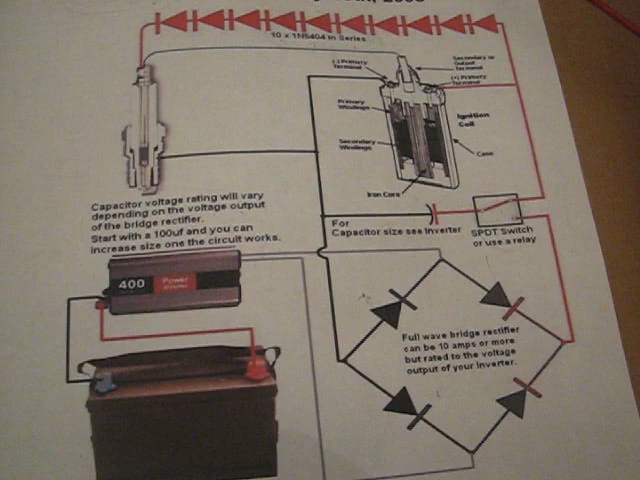 10 x 1N5404 in Series
(-) Primary
Terminal
Secondary or
Output
Terminal
(+) Primary
Terminal
Primary
Windings
Ignition
Coil
Secondary
Windings
Case
Iron Core
Capacitor voltage rating will vary
depending on the voltage output
of the bridge rectifier.
Start with a 100uf and you can
increase size one the circuit works.
For
Capacitor size see Inverter
SPDT Switch
or use a relay
400
Power
Inverter
Full wave bridge rectifier
can be 10 amps or more
but rated to the voltage
output of your inverter.